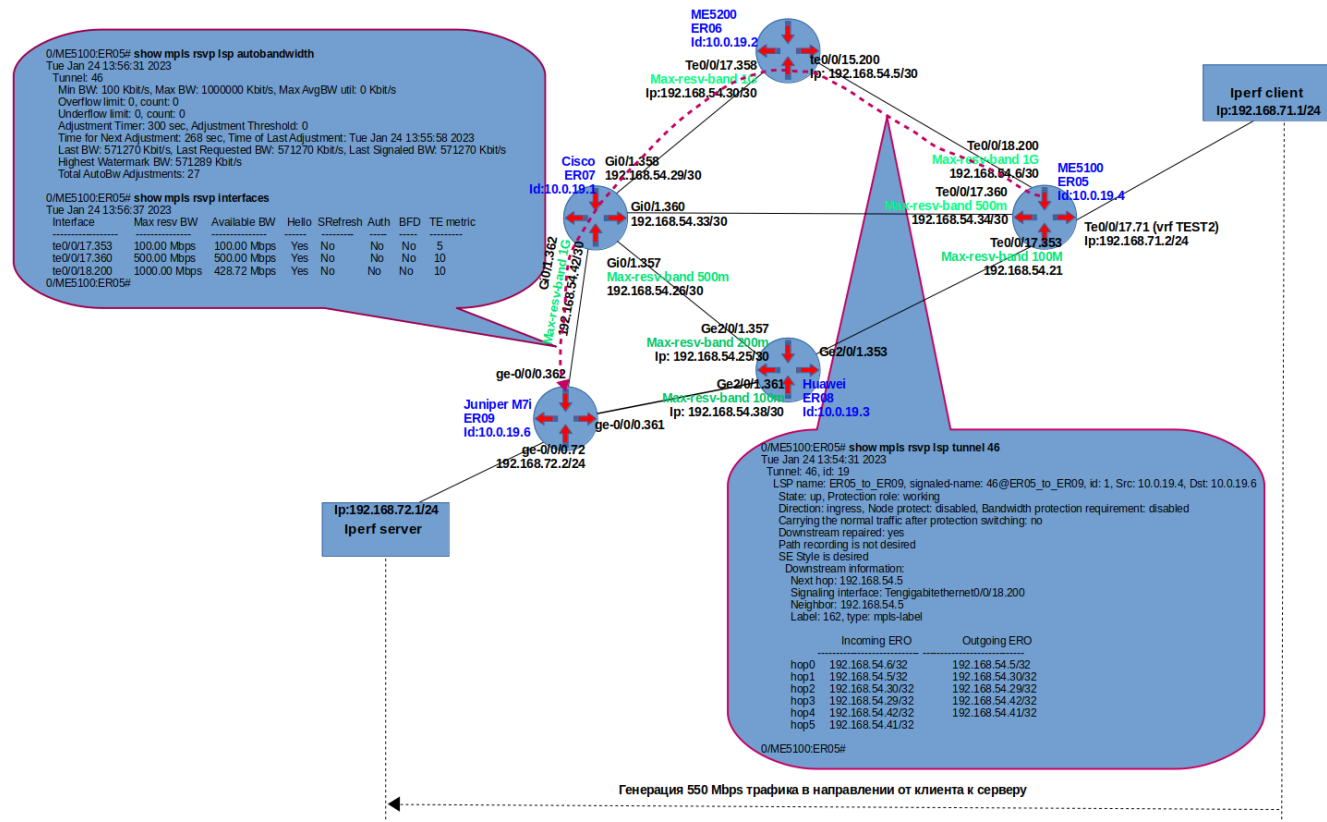 ME5200
ER06
Id:10.0.19.2
0/ME5100:ER05# show mpls rsvp lsp autobandwidth
Tue Jan 24 13:56:31 2023
Tunnel: 46
Min BW: 100 Kbit/s, Max BW: 1000000 Kbit/s, Max AvgBW util: 0 Kbit/s
Overflow limit: 0, count: 0
Underflow limit: 0, count: 0
Adjustment Timer: 300 sec, Adjustment Threshold: 0
Time for Next Adjustment: 268 sec, Time of Last Adjustment: Tue Jan 24 13:55:58 2023
Last BW: 571270 Kbit/s, Last Requested BW: 571270 Kbit/s, Last Signaled BW: 571270 Kbit/s
Highest Watermark BW: 571289 Kbit/s
Total AutoBw Adjustments: 27
0/ME5100:ER05# show mpls rsvp interfaces
Tue Jan 24 13:56:37 2023
Interface Max resv BW Available BW Hello SRefresh Auth BFD TE metric
------------------ --------------- --------------- ------ --------- ----- ----- ---------
te0/0/17.353 100.00 Mbps 100.00 Mbps Yes No No No 5
te0/0/17.360 500.00 Mbps 500.00 Mbps Yes No No No 10
te0/0/18.200 1000.00 Mbps 428.72 Mbps Yes No No No 10
0/ME5100:ER05#
Te0/0/17.358
Max-resv-band 1G
Ip:192.168.54.30/30
te0/0/15.200
Ip:192.168.54.5/30
Iperf client
Ip:192.168.71.1/24
Te0/0/18.200
Max-resv-band 1G
192.168.54.6/30
ME5100
ER05
Id:10.0.19.4
Cisco
ER07
Id:10.0.19.1
Gi0/1.358
192.168.54.29/30
Gi0/1.360
192.168.54.33/30
Te0/0/17.360
Max-resv-band 500m
192.168.54.34/30
Te0/0/17.71 (vrf TEST2)
Ip:192.168.71.2/24
Te0/0/17.353
Max-resv-band 100M
192.168.54.21
Gi0/1.362
Max-resv-band 1G
192.168.54.42/30
Gi0/1.357
Max-resv-band 500m
192.168.54.26/30
Ge2/0/1.357
Max-resv-band 200m
Ip: 192.168.54.25/30
Ge2/0/1.353
Ge2/0/1.361
Max-resv-band 100m
Ip: 192.168.54.38/30
Huawei
ER08
Id:10.0.19.3
ge-0/0/0.362
Juniper M7i
ER09
Id:10.0.19.6
ge-0/0/0.361
ge-0/0/0.72
192.168.72.2/24
Ip:192.168.72.1/24
Iperf server
0/ME5100:ER05# show mpls rsvp lsp tunnel 46
Tue Jan 24 13:54:31 2023
Tunnel: 46, id: 19
LSP name: ER05_to_ER09, signaled-name: 46@ER05_to_ER09, id: 1, Src: 10.0.19.4, Dst: 10.0.19.6
State: up, Protection role: working
Direction: ingress, Node protect: disabled, Bandwidth protection requirement: disabled
Carrying the normal traffic after protection switching: no
Downstream repaired: yes
Path recording is not desired
SE Style is desired
Downstream information:
Next hop: 192.168.54.5
Signaling interface: Tengigabitethernet0/0/18.200
Neighbor: 192.168.54.5
Label: 162, type: mpls-label
Incoming ERO Outgoing ERO
---------------------------- ----------------------------
hop0 192.168.54.6/32 192.168.54.5/32
hop1 192.168.54.5/32 192.168.54.30/32
hop2 192.168.54.30/32 192.168.54.29/32
hop3 192.168.54.29/32 192.168.54.42/32
hop4 192.168.54.42/32 192.168.54.41/32
hop5 192.168.54.41/32
0/ME5100:ER05#
Генерация 550 Mbps трафика в направлении от клиента к серверу